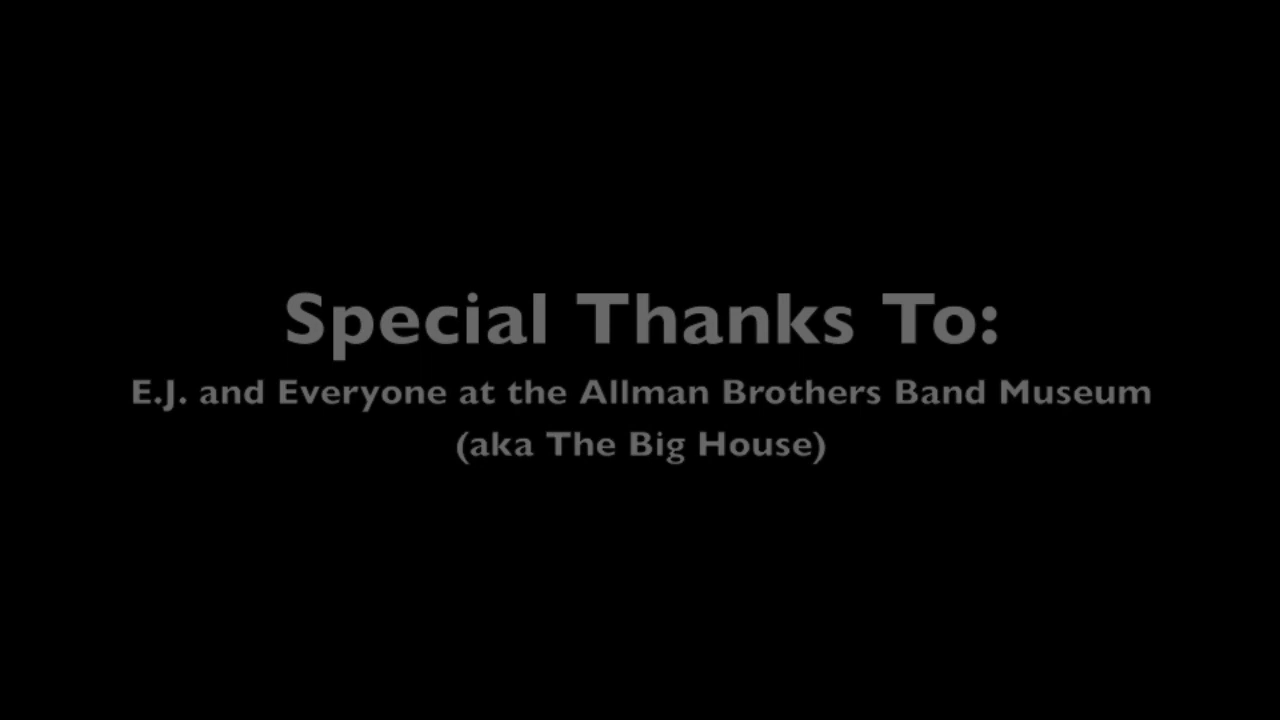 Special Thanks To:
E.J. and Everyone at the Allman Brothers Band Museum
(aka The Big House)